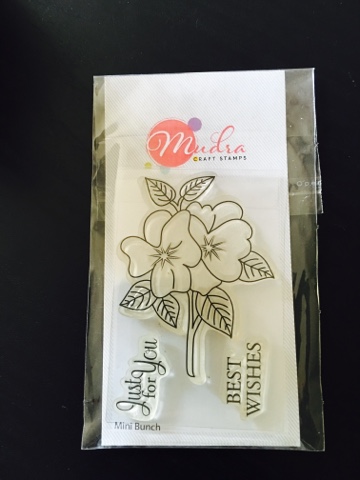 Mudra
CRAFT STAMPS
Just
for You
BEST
WISHES
Mini Bunch